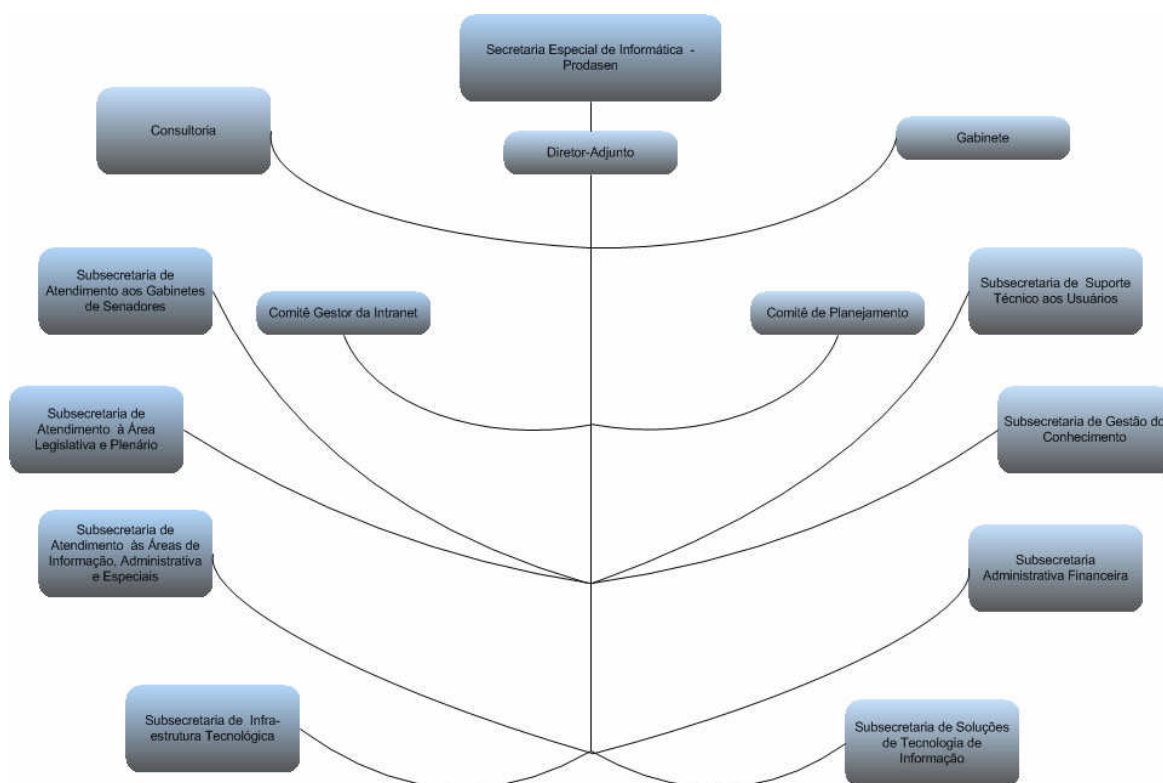 Secretaria Especial de Informática -
Prodasen
Consultoria
Diretor-Adjunto
Gabinete
Subsecretaria de
Atendimento aos Gabinetes
de Senadores
Comitê Gestor da Intranet
Comitê de Planejamento
Subsecretaria de Suporte
Técnico aos Usuários
Subsecretaria de
Atendimento à Área
Legislativa e Plenário
Subsecretaria de Gestão do
Conhecimento
Subsecretaria de
Atendimento às Áreas de
Informação, Administrativa
e Especiais
Subsecretaria
Administrativa Financeira
Subsecretaria de Infra-
estrutura Tecnológica
Subsecretaria de Soluções
de Tecnologia de
Informação